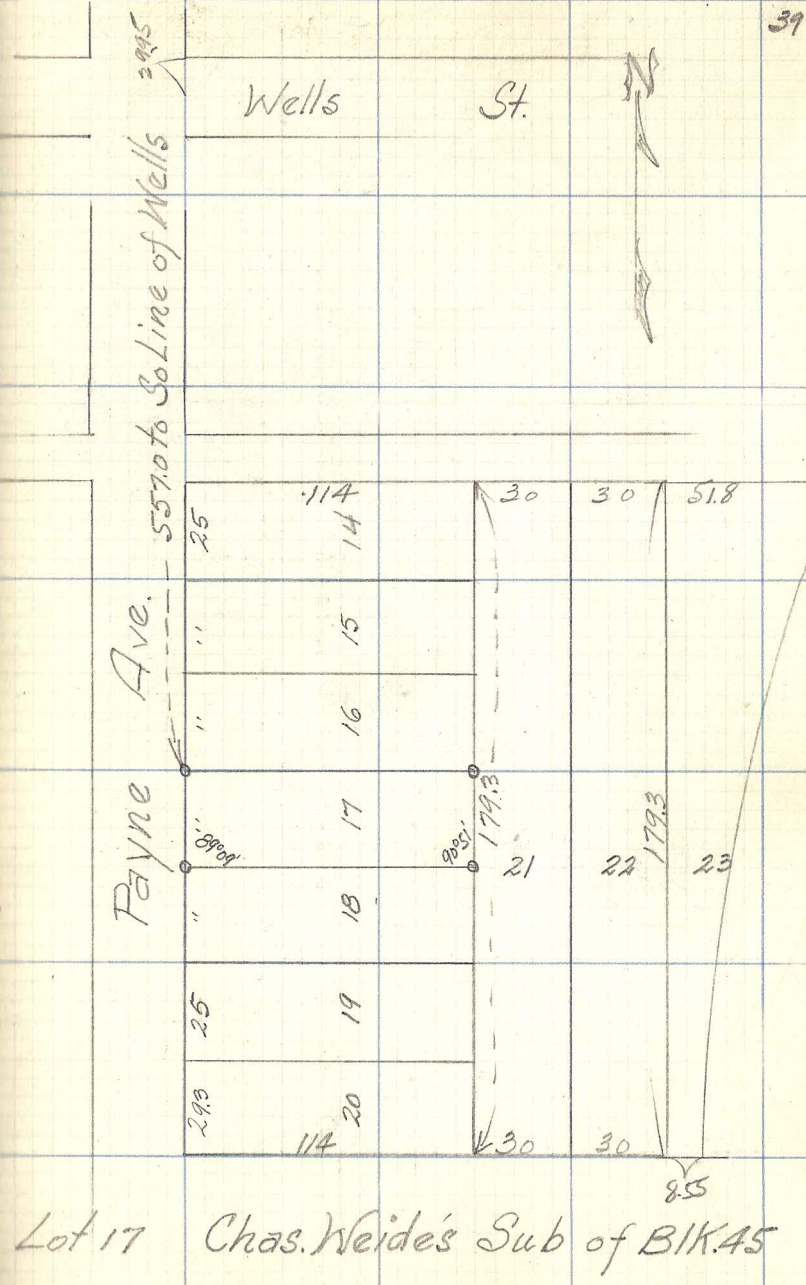 39
29.45
Wells St.
557.0 to So Line of Wells
Payne Ave.
114 30 30 51.8
25 14
" 15
" 16
" 17
179.3 179.3
89°09' 90°51'
21 22 23
" 18
25 19
29.3 20
114 30 30
8.55
Lot 17 Chas. Weide's Sub of Blk. 45